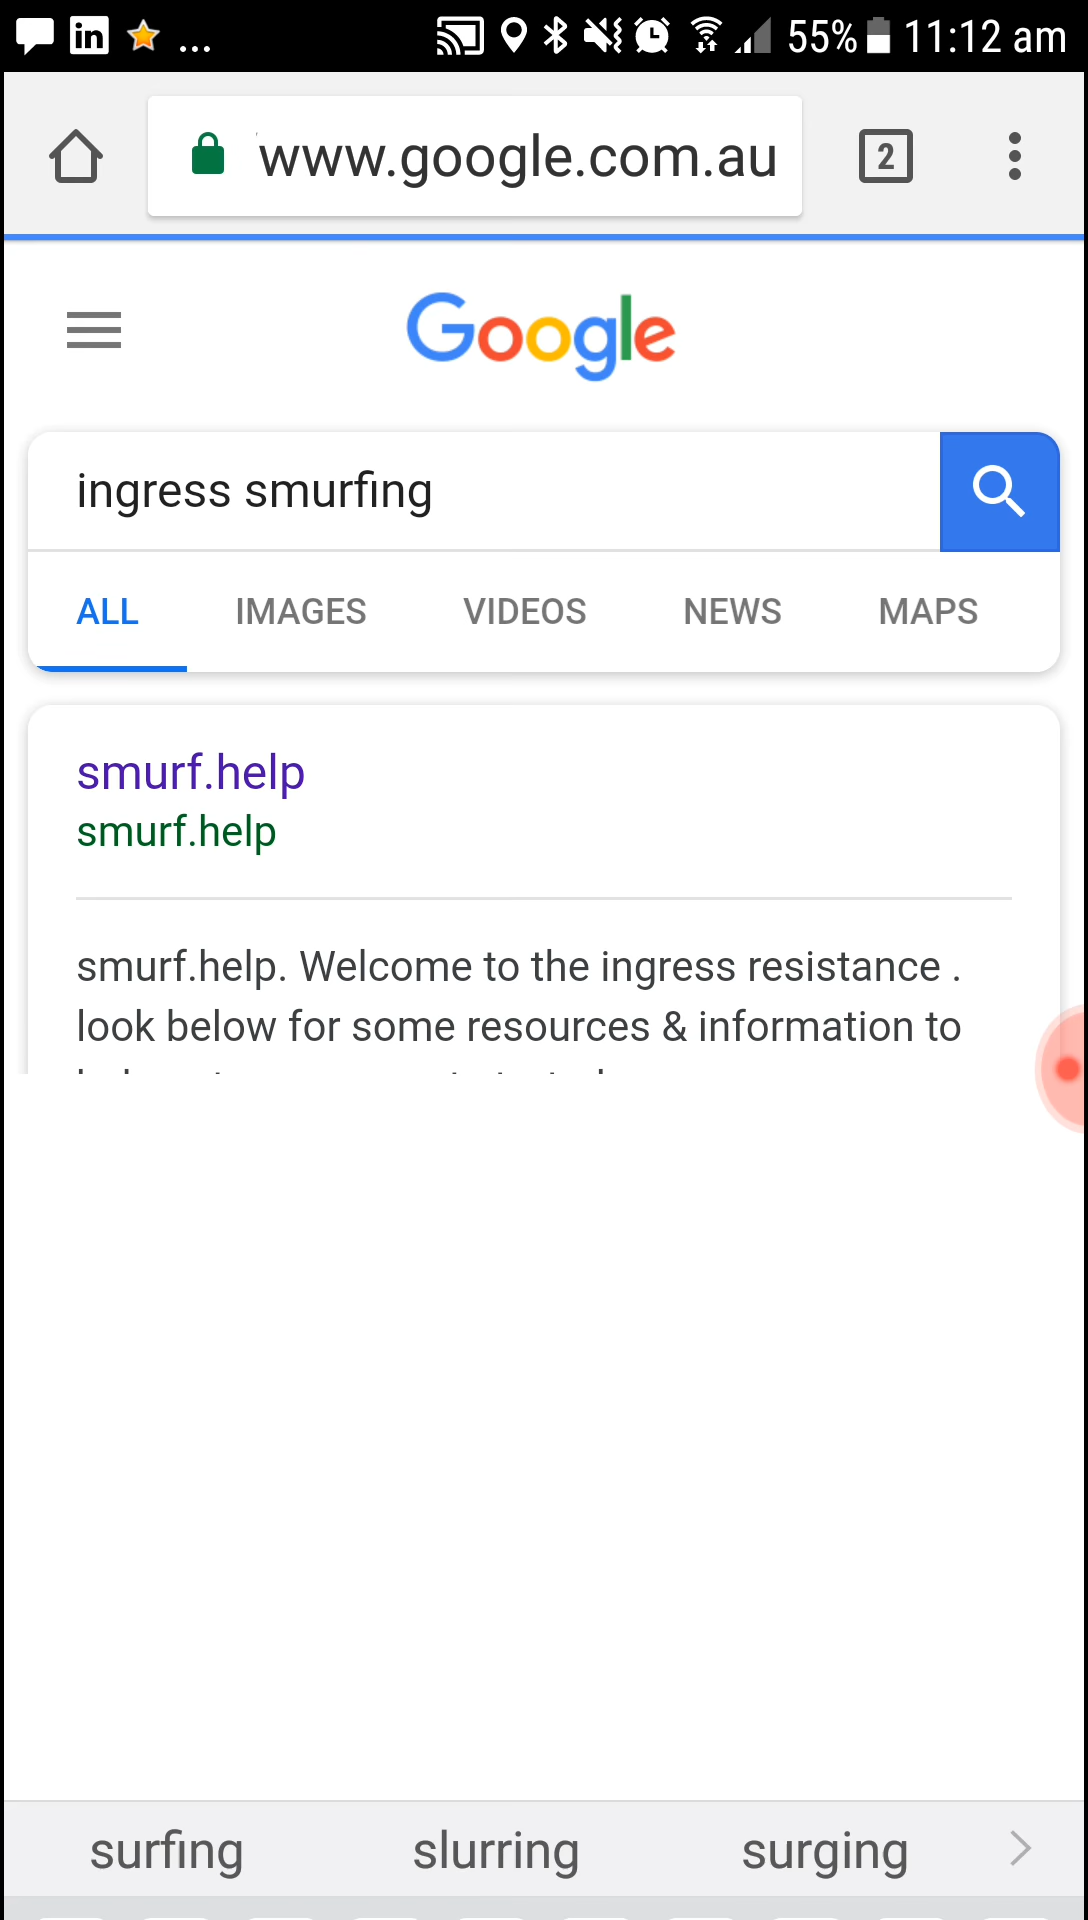 in ... 55% 11:12 am
www.google.com.au 2
Google
ingress smurfing
ALL IMAGES VIDEOS NEWS MAPS
smurf.help
smurf.help
smurf.help. Welcome to the ingress resistance .
look below for some resources & information to
surfing slurring surging